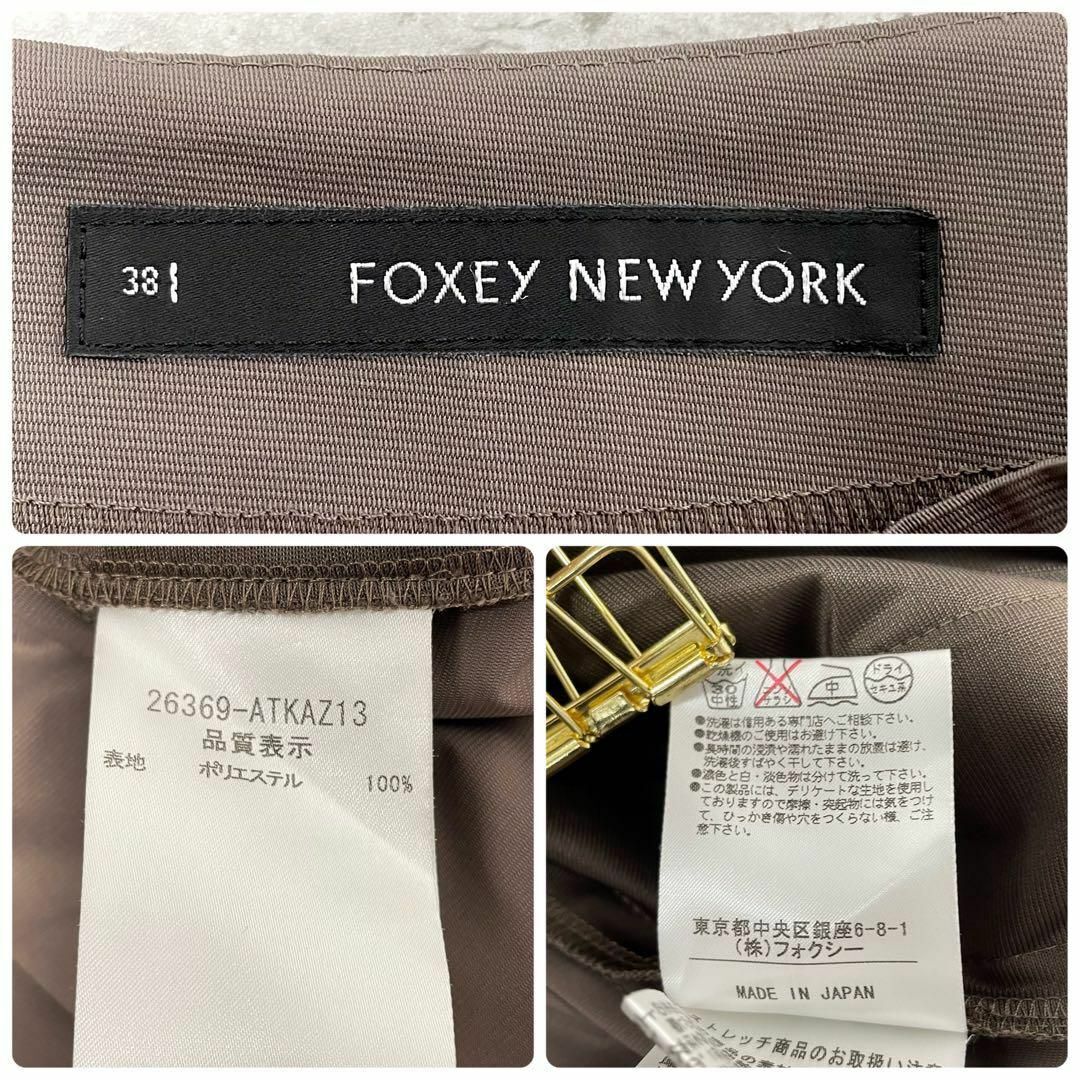 38
FOXEY NEW YORK
26369-ATKAZ13
品質表示
表地 ポリエステル 100%
30
中性
中
ドライ
セキユ系
●洗濯は信用ある専門店へご相談下さい。
●乾燥機のご使用はお避け下さい。
●長時間の浸漬や濡れたままの放置は避け、
洗濯後すばやく干して下さい。
●濃色と白・淡色物は分けて洗って下さい。
●この製品には、デリケートな生地を使用し
ておりますので摩擦・突起物には気をつけ
て、ひっかき傷や穴をつくらない様、ご注
意下さい。
東京都中央区銀座6-8-1
(株)フォクシー
MADE IN JAPAN
ストレッチ商品のお取扱い注意